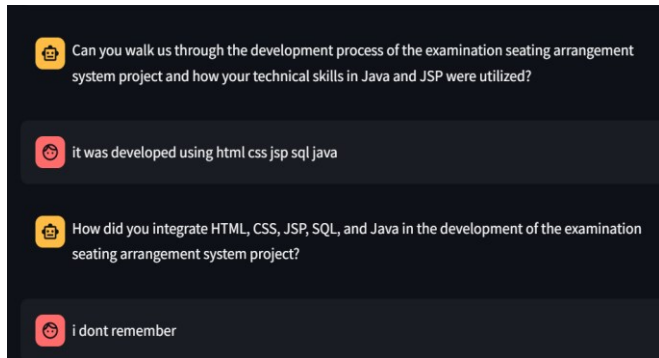 Can you walk us through the development process of the examination seating arrangement
system project and how your technical skills in Java and JSP were utilized?
it was developed using html css jsp sql java
How did you integrate HTML, CSS, JSP, SQL, and Java in the development of the examination
seating arrangement system project?
i dont remember